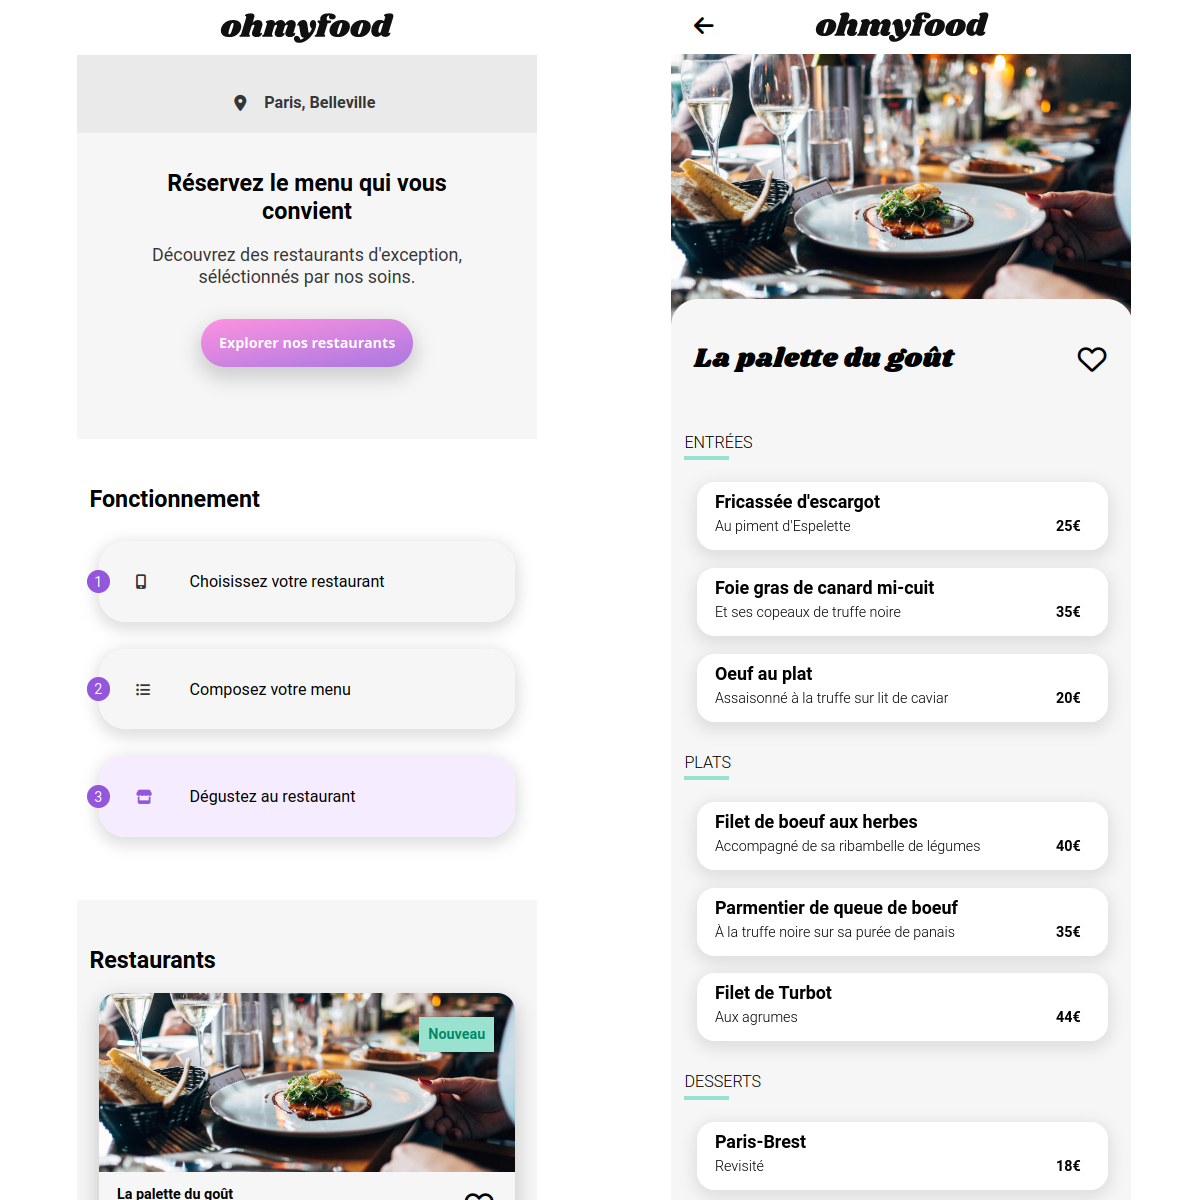 ohmyfood
Paris, Belleville
Réservez le menu qui vous
convient
Découvrez des restaurants d'exception,
séléctionnés par nos soins.
Explorer nos restaurants
Fonctionnement
1 Choisissez votre restaurant
2 Composez votre menu
3 Dégustez au restaurant
Restaurants
Nouveau
La palette du goût
ohmyfood
La palette du goût
ENTRÉES
Fricassée d'escargot
Au piment d'Espelette 25€
Foie gras de canard mi-cuit
Et ses copeaux de truffe noire 35€
Oeuf au plat
Assaisonné à la truffe sur lit de caviar 20€
PLATS
Filet de boeuf aux herbes
Accompagné de sa ribambelle de légumes 40€
Parmentier de queue de boeuf
À la truffe noire sur sa purée de panais 35€
Filet de Turbot
Aux agrumes 44€
DESSERTS
Paris-Brest
Revisité 18€